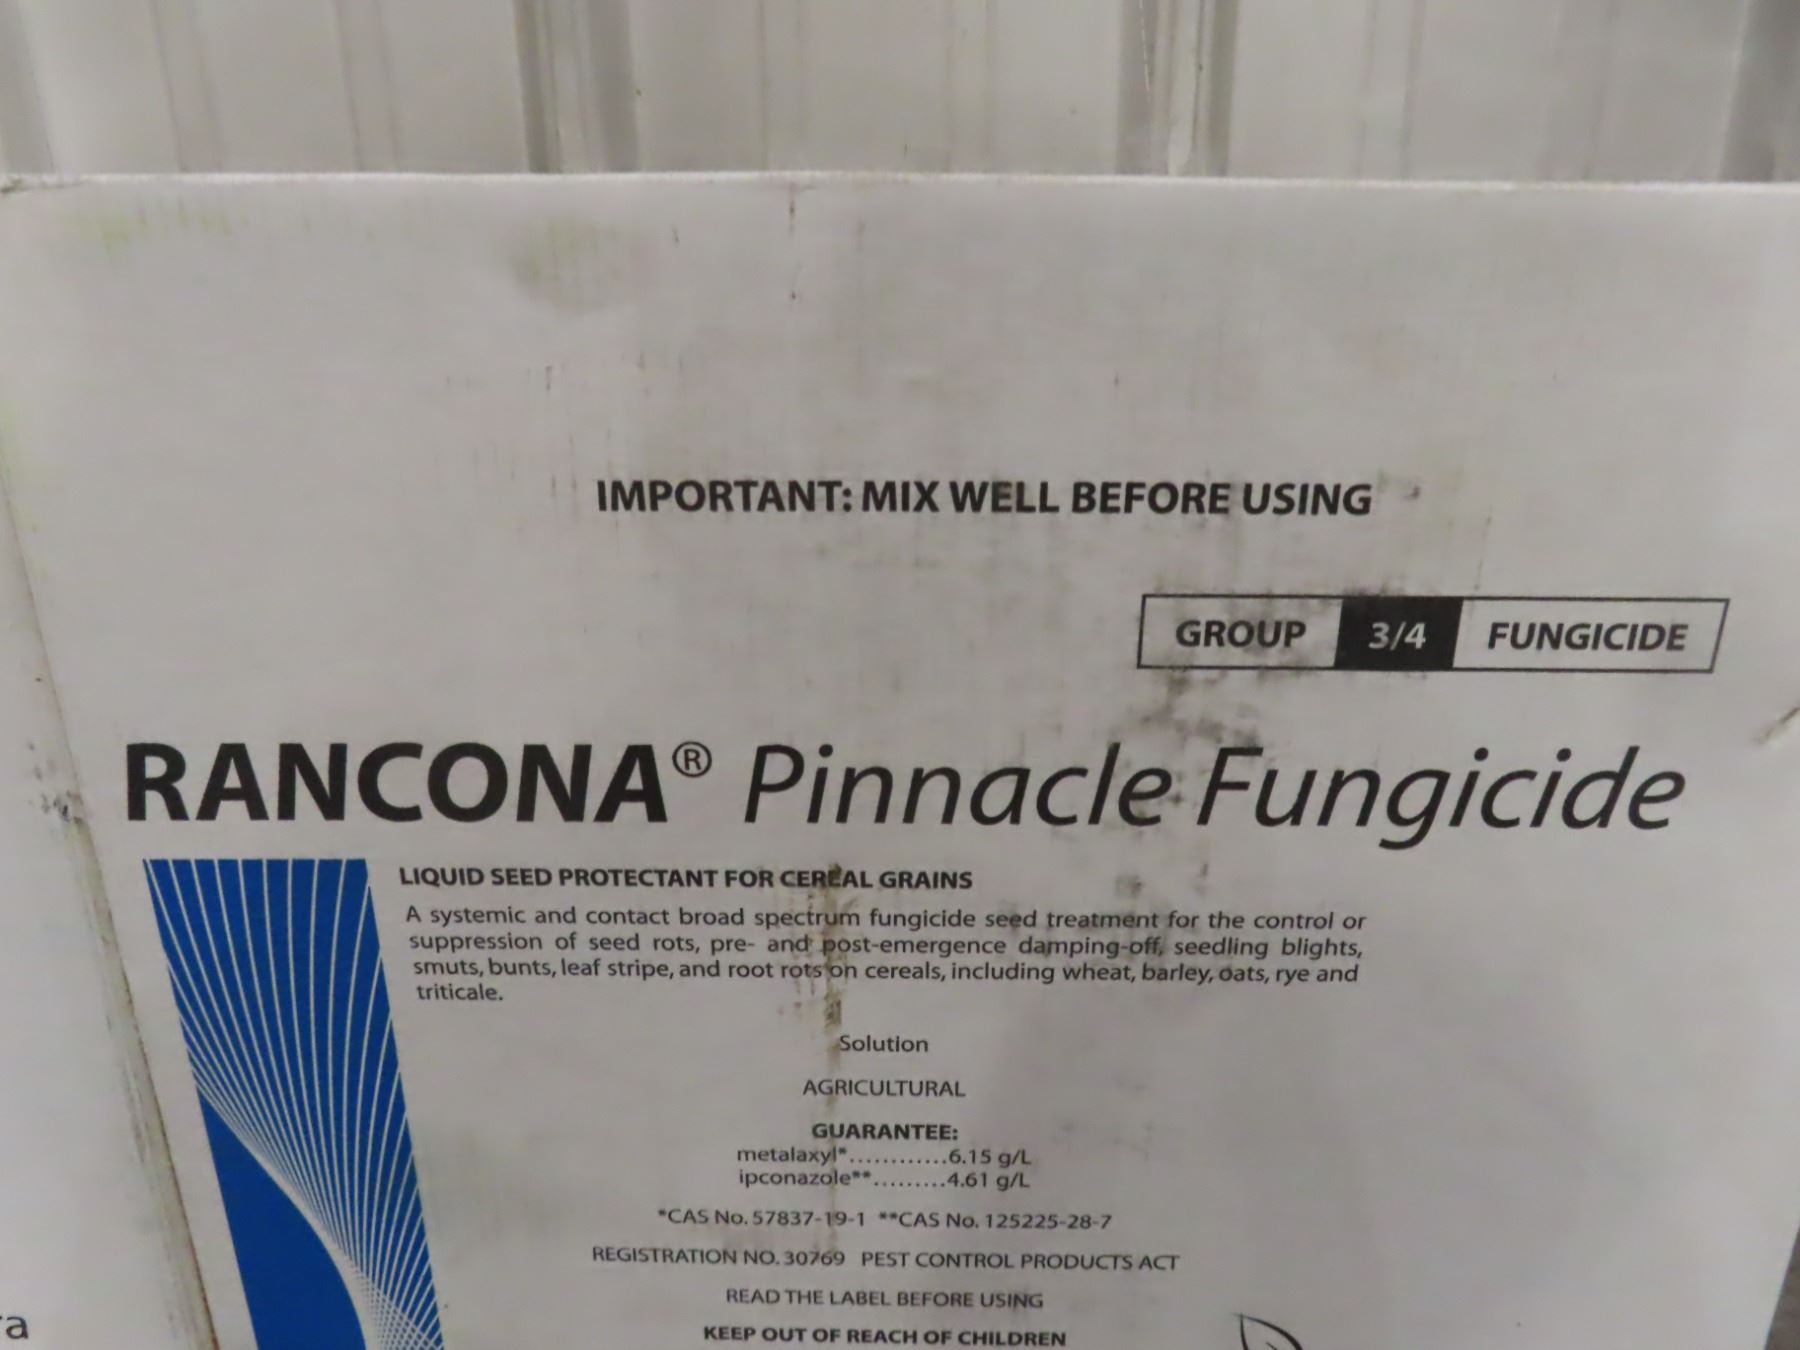 IMPORTANT: MIX WELL BEFORE USING
GROUP 3/4 FUNGICIDE
RANCONA® Pinnacle Fungicide
LIQUID SEED PROTECTANT FOR CEREAL GRAINS
A systemic and contact broad spectrum fungicide seed treatment for the control or
suppression of seed rots, pre- and post-emergence damping-off, seedling blights,
smuts, bunts, leaf stripe, and root rots on cereals, including wheat, barley, oats, rye and
triticale.
Solution
AGRICULTURAL
GUARANTEE:
metalaxyl*............6.15 g/L
ipconazole**.........4.61 g/L
*CAS No. 57837-19-1 **CAS No. 125225-28-7
REGISTRATION NO. 30769 PEST CONTROL PRODUCTS ACT
READ THE LABEL BEFORE USING
KEEP OUT OF REACH OF CHILDREN